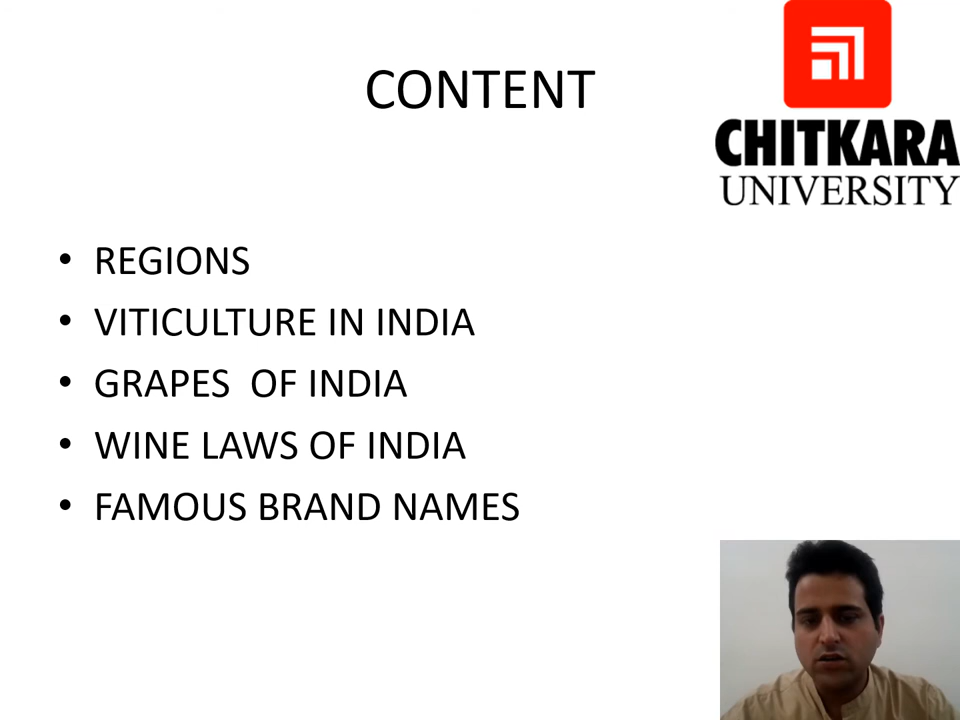 CONTENT
CHITKARA
UNIVERSITY
• REGIONS
• VITICULTURE IN INDIA
• GRAPES  OF INDIA
• WINE LAWS OF INDIA
• FAMOUS BRAND NAMES